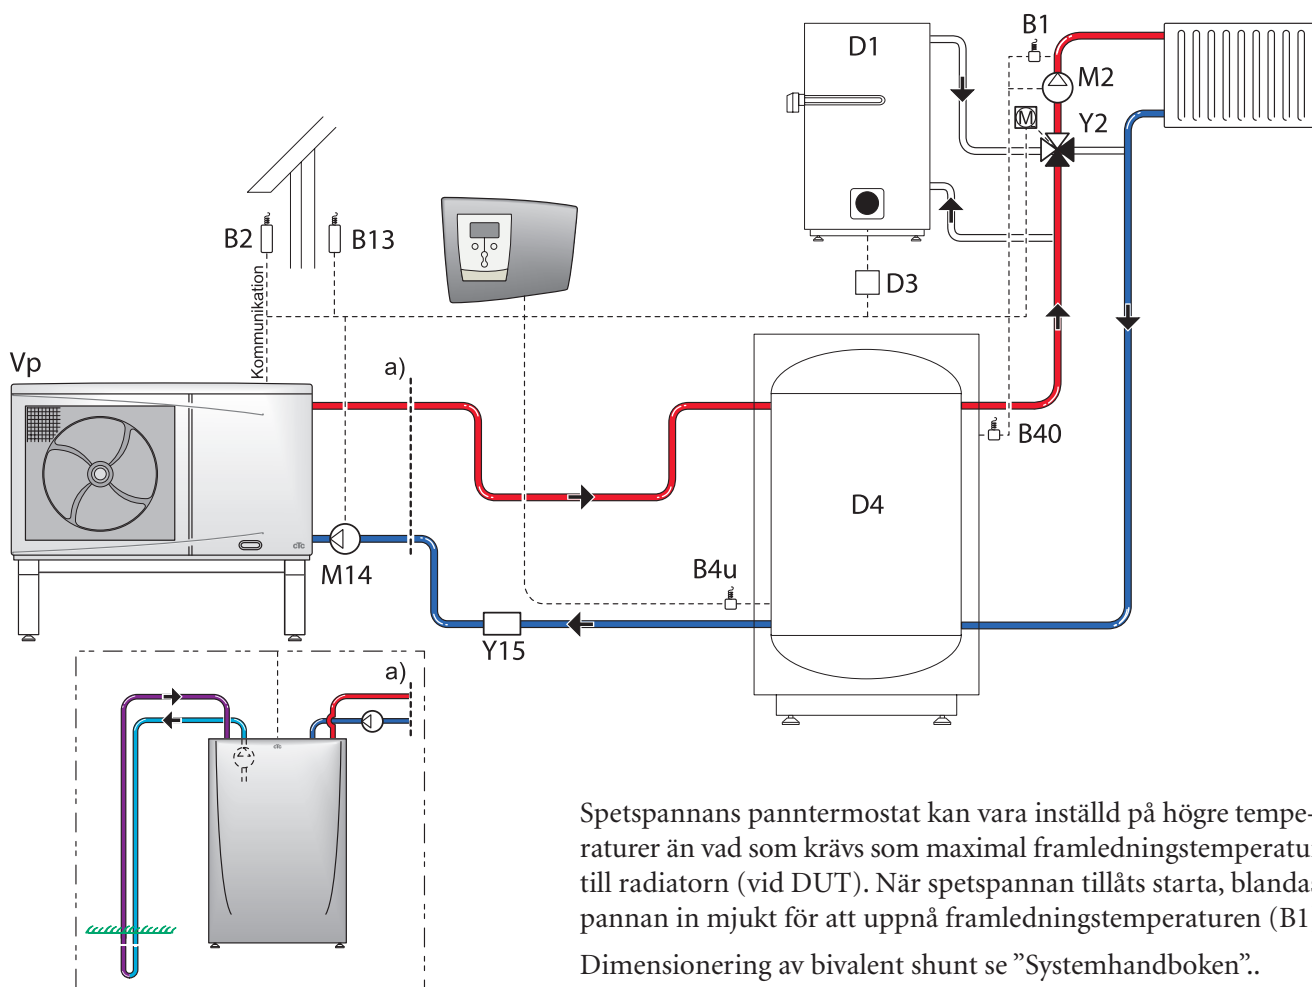 B1
D1
M2
M
Y2
B2
B13
D3
Kommunikation
Vp
a)
B40
D4
B4u
M14
Y15
a)
CTC
CTC
Spetspannans panntermostat kan vara inställd på högre tempe-
raturer än vad som krävs som maximal framledningstemperatu
till radiatorn (vid DUT). När spetspannan tillåts starta, blanda
pannan in mjukt för att uppnå framledningstemperaturen (B1
Dimensionering av bivalent shunt se ”Systemhandboken”..